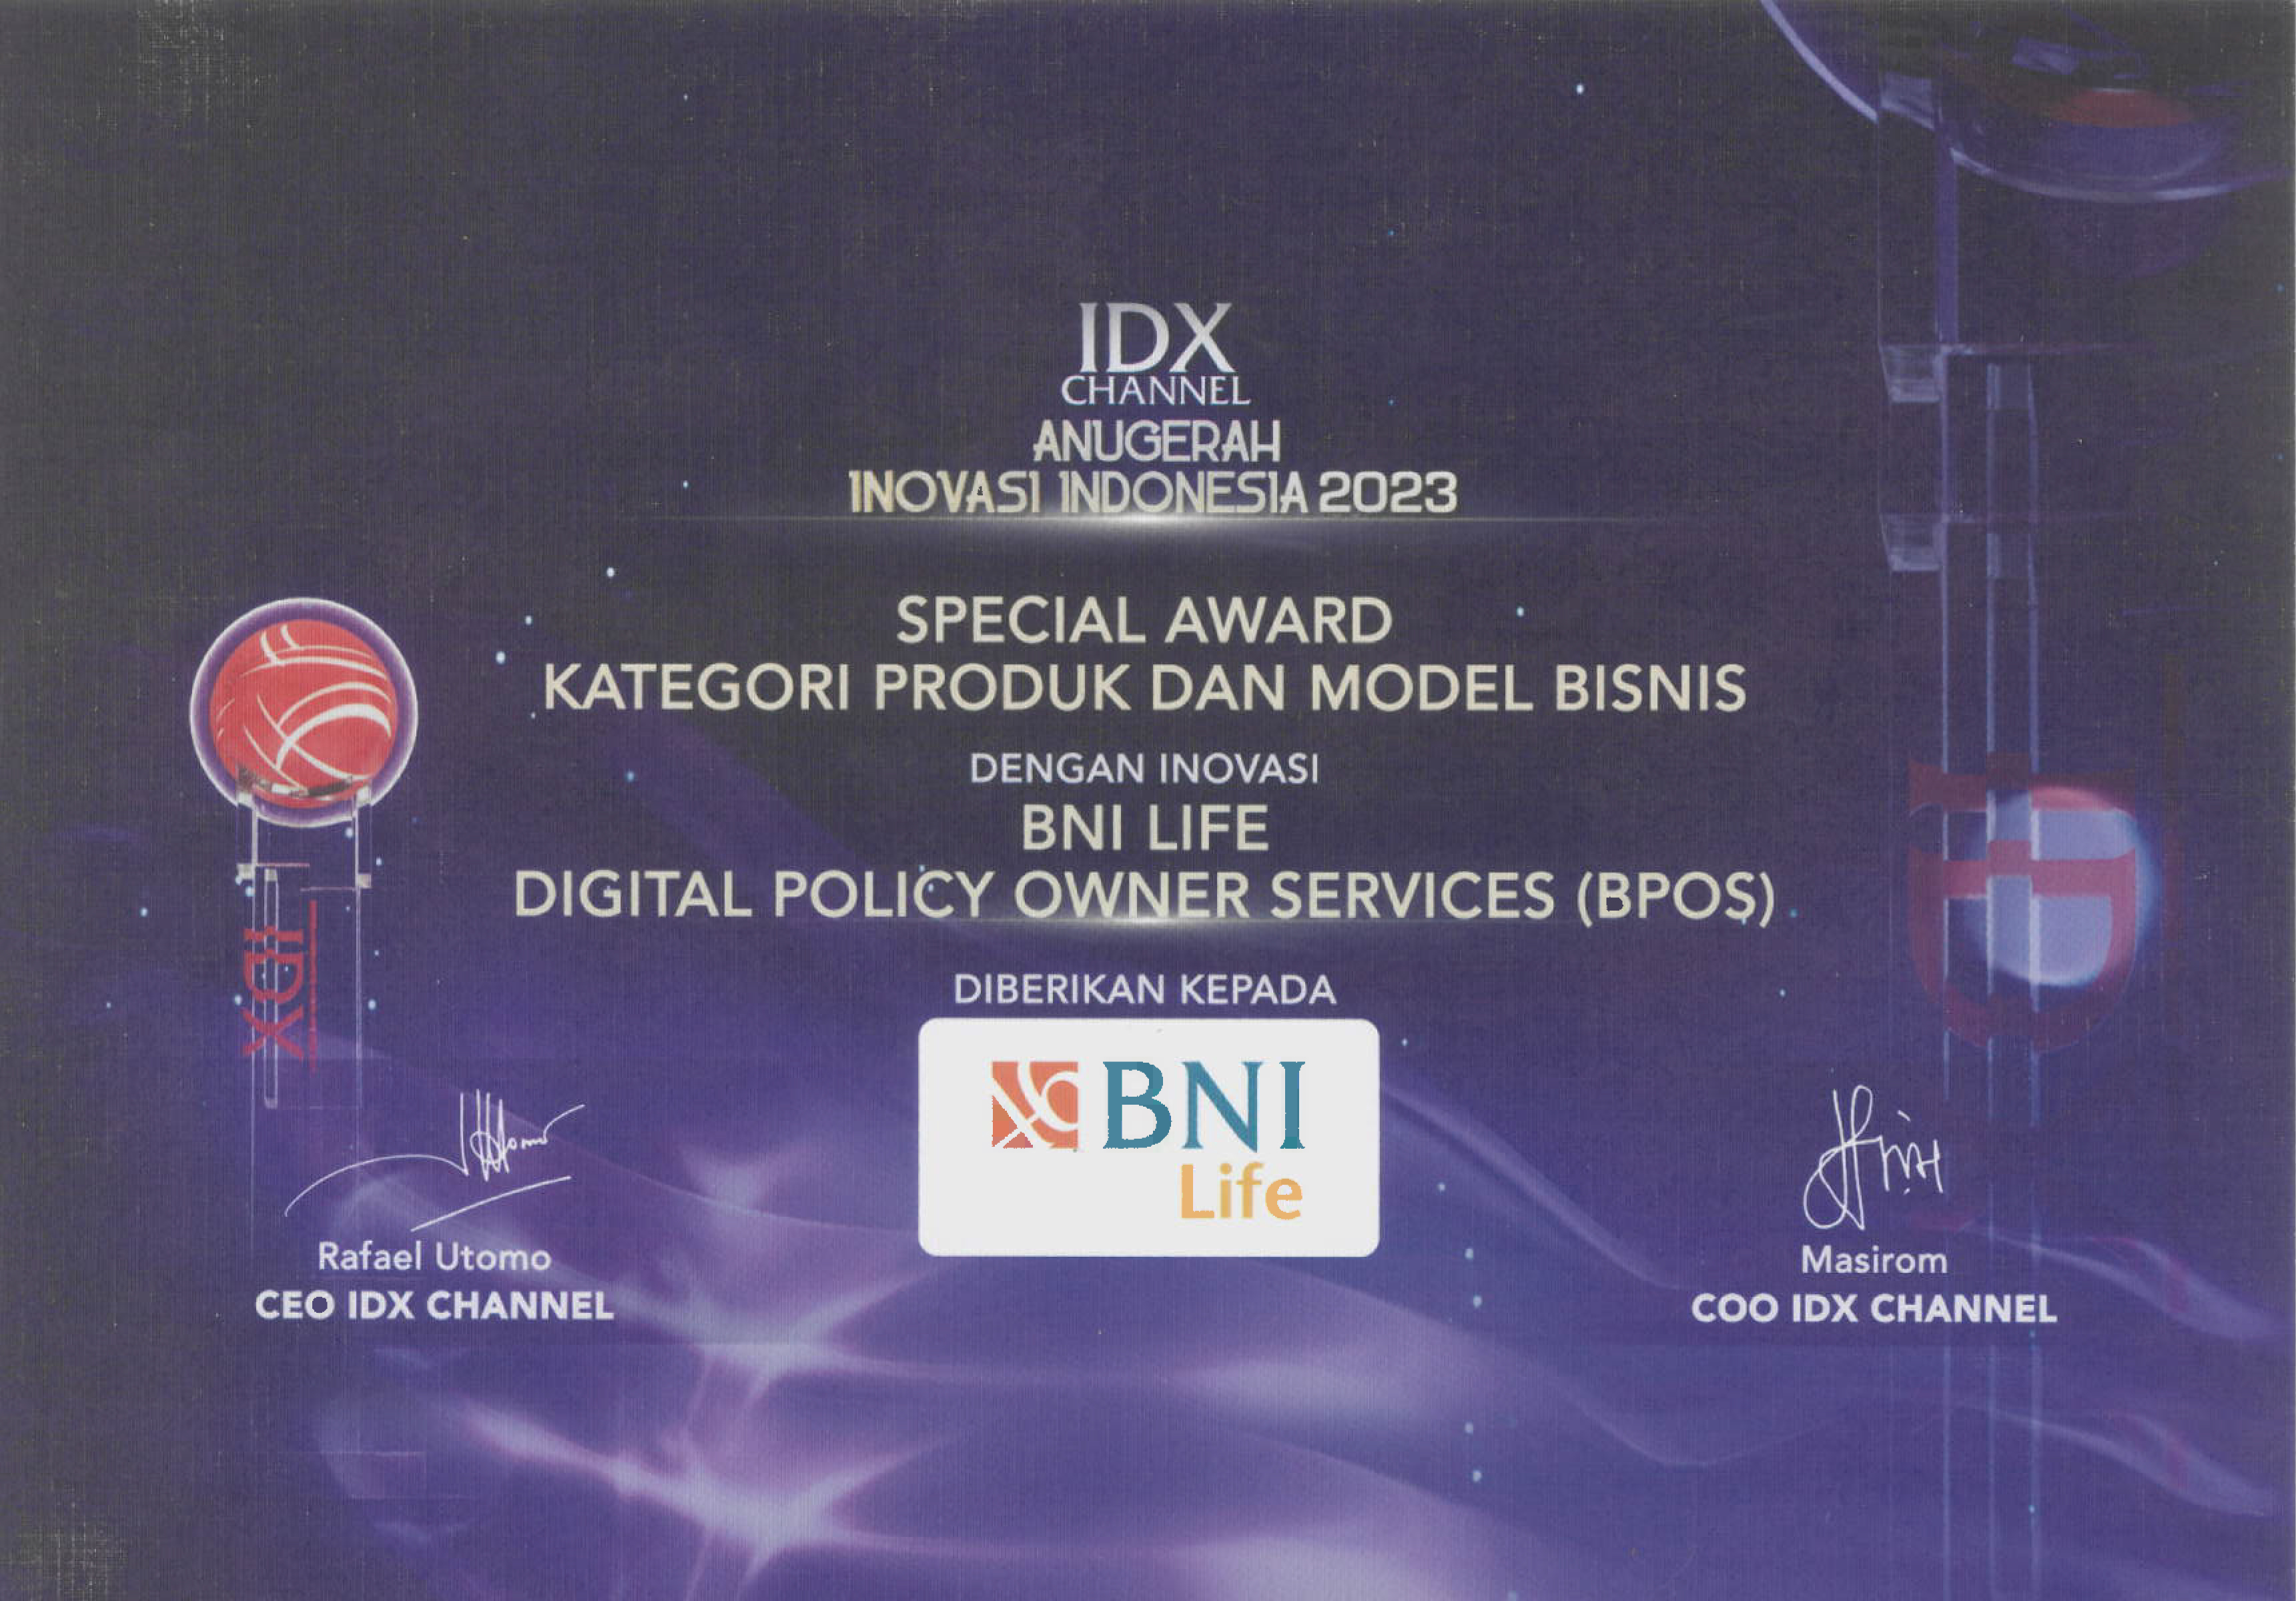 IDX
CHANNEL
ANUGERAH
INOVASI INDONESIA 2023
SPECIAL AWARD
KATEGORI PRODUK DAN MODEL BISNIS
DENGAN INOVASI
BNI LIFE
DIGITAL POLICY OWNER SERVICES (BPOS)
DIBERIKAN KEPADA
BNI
Life
IDX
Rafael Utomo
CEO IDX CHANNEL
Masirom
COO IDX CHANNEL